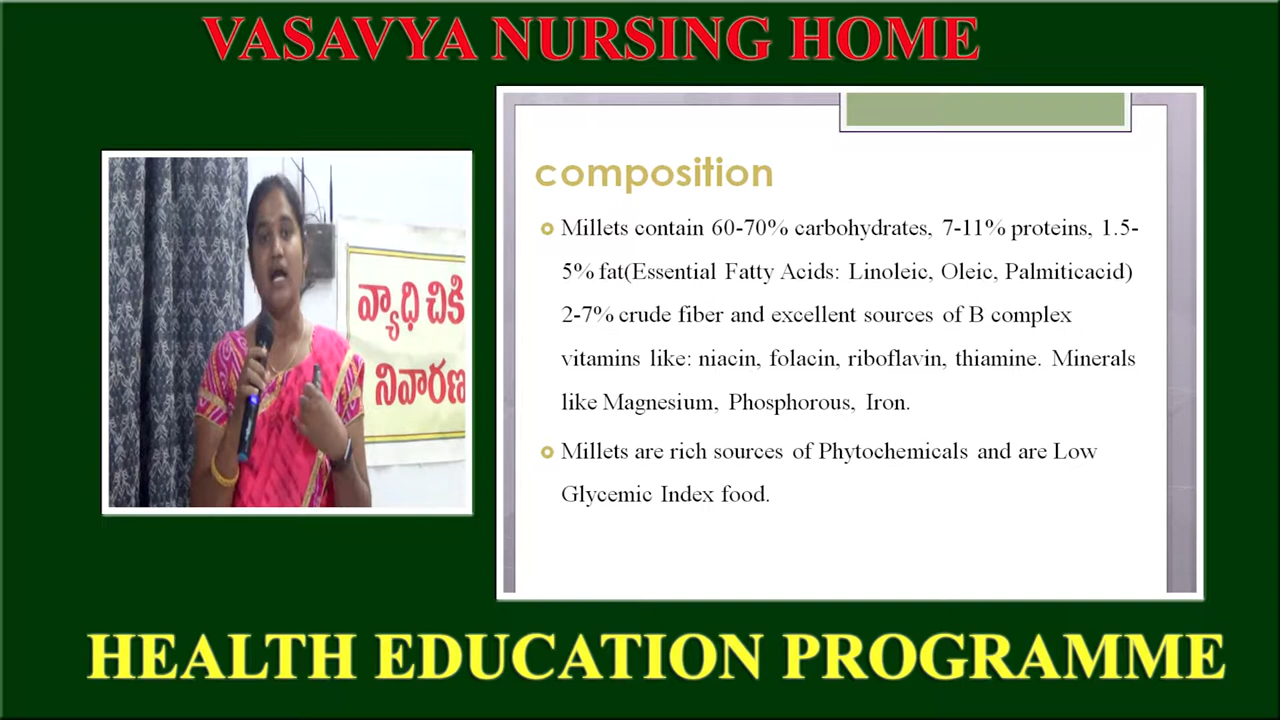 VASAVYA NURSING HOME
వ్యాధి చికి
నివారణ
composition
Millets contain 60-70% carbohydrates, 7-11% proteins, 1.5-
5% fat(Essential Fatty Acids: Linoleic, Oleic, Palmiticacid)
2-7% crude fiber and excellent sources of B complex
vitamins like: niacin, folacin, riboflavin, thiamine. Minerals
like Magnesium, Phosphorous, Iron.
Millets are rich sources of Phytochemicals and are Low
Glycemic Index food.
HEALTH EDUCATION PROGRAMME